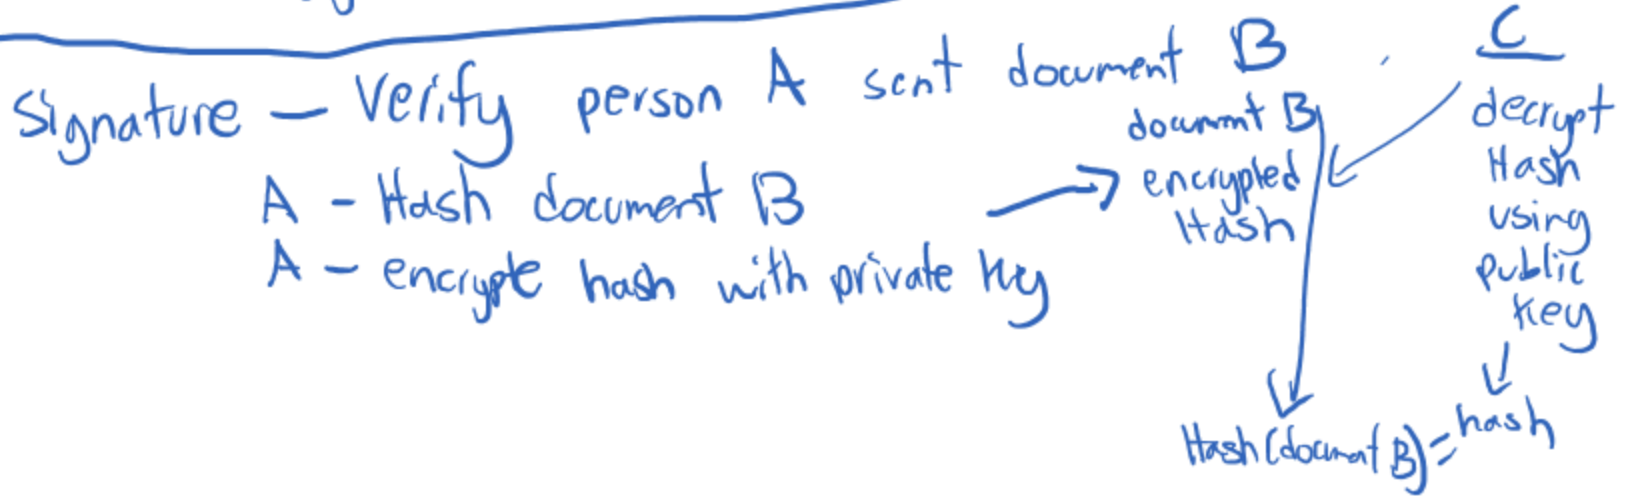 Signature — Verify person A sent document B
A - Hash document B
A - encrypte hash with private key
document B
encrypted
Hash
C
decrypt
Hash
using
public
key
Hash(document B) = hash